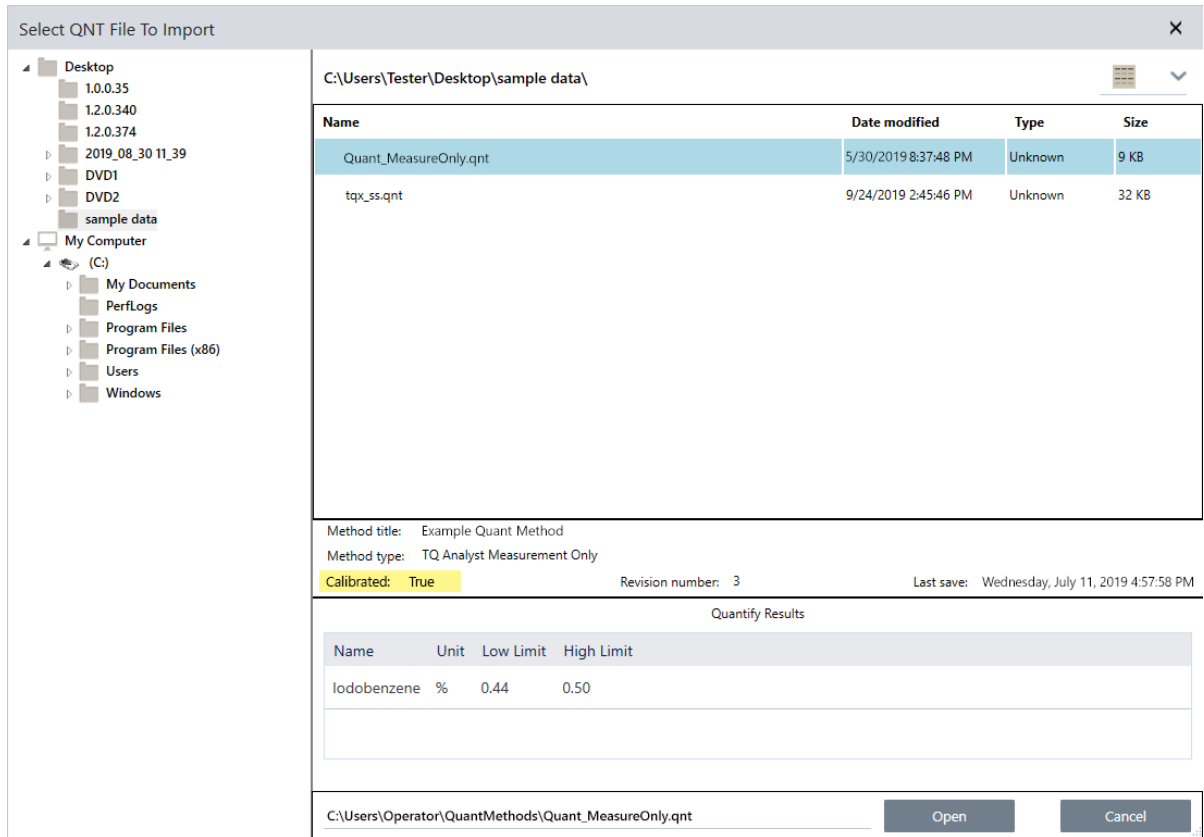 Select QNT File To Import
Desktop
1.0.0.35
1.2.0.340
1.2.0.374
2019_08_30 11_39
DVD1
DVD2
sample data
My Computer
(C:)
My Documents
PerfLogs
Program Files
Program Files (x86)
Users
Windows
C:\Users\Tester\Desktop\sample data\
Name Date modified Type Size
Quant_MeasureOnly.qnt 5/30/2019 8:37:48 PM Unknown 9 KB
tqx_ss.qnt 9/24/2019 2:45:46 PM Unknown 32 KB
Method title: Example Quant Method
Method type: TQ Analyst Measurement Only
Calibrated: True Revision number: 3 Last save: Wednesday, July 11, 2019 4:57:58 PM
Quantify Results
Name Unit Low Limit High Limit
Iodobenzene % 0.44 0.50
C:\Users\Operator\QuantMethods\Quant_MeasureOnly.qnt Open Cancel